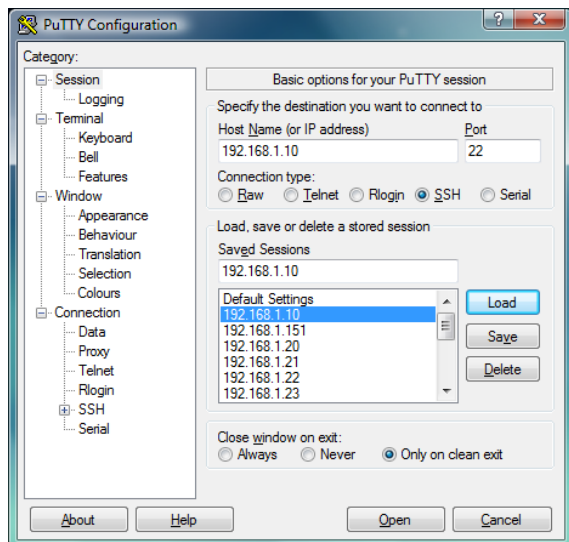 PuTTY Configuration
?
X
Category:
Session
Logging
Terminal
Keyboard
Bell
Features
Window
Appearance
Behaviour
Translation
Selection
Colours
Connection
Data
Proxy
Telnet
Rlogin
SSH
Serial
Basic options for your PuTTY session
Specify the destination you want to connect to
Host Name (or IP address) Port
192.168.1.10 22
Connection type:
Raw Telnet Rlogin SSH Serial
Load, save or delete a stored session
Saved Sessions
192.168.1.10
Default Settings
192.168.1.10
192.168.1.151
192.168.1.20
192.168.1.21
192.168.1.22
192.168.1.23
Load
Save
Delete
Close window on exit:
Always Never Only on clean exit
About Help Open Cancel